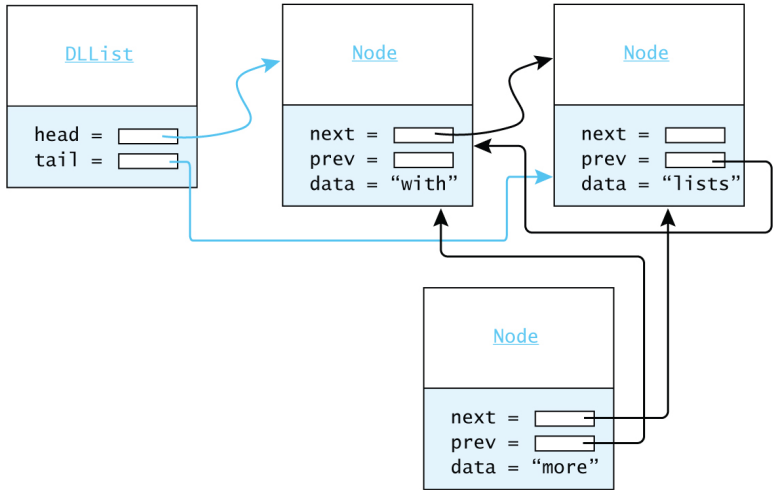 DLList
head =
tail =
Node
next =
prev =
data = “with”
Node
next =
prev =
data = “lists”
Node
next =
prev =
data = “more”